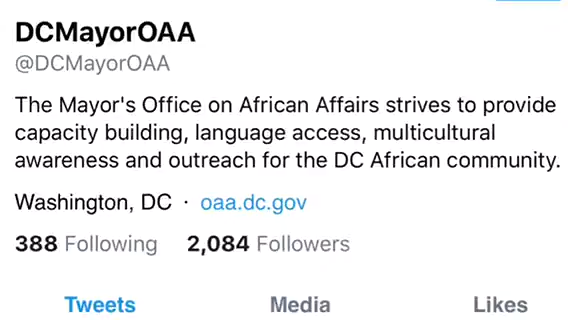 DCMayorOAA
@DCMayorOAA
The Mayor's Office on African Affairs strives to provide
capacity building, language access, multicultural
awareness and outreach for the DC African community.
Washington, DC · oaa.dc.gov
388 Following 2,084 Followers
Tweets Media Likes